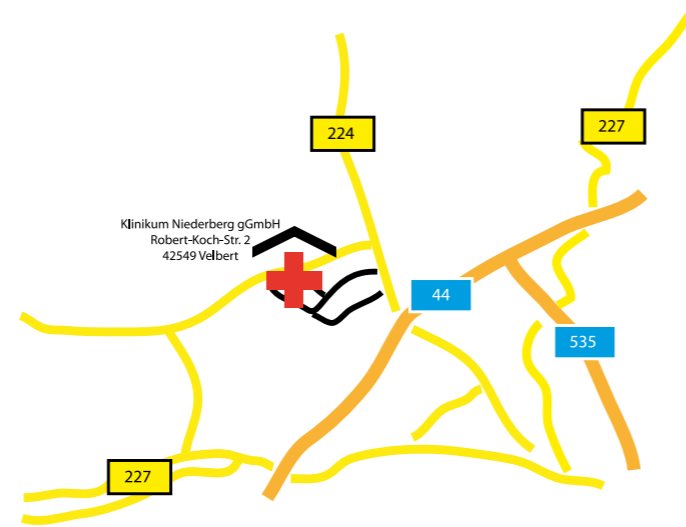 224
227
Klinikum Niederberg gGmbH
Robert-Koch-Str. 2
42549 Velbert
44
535
227